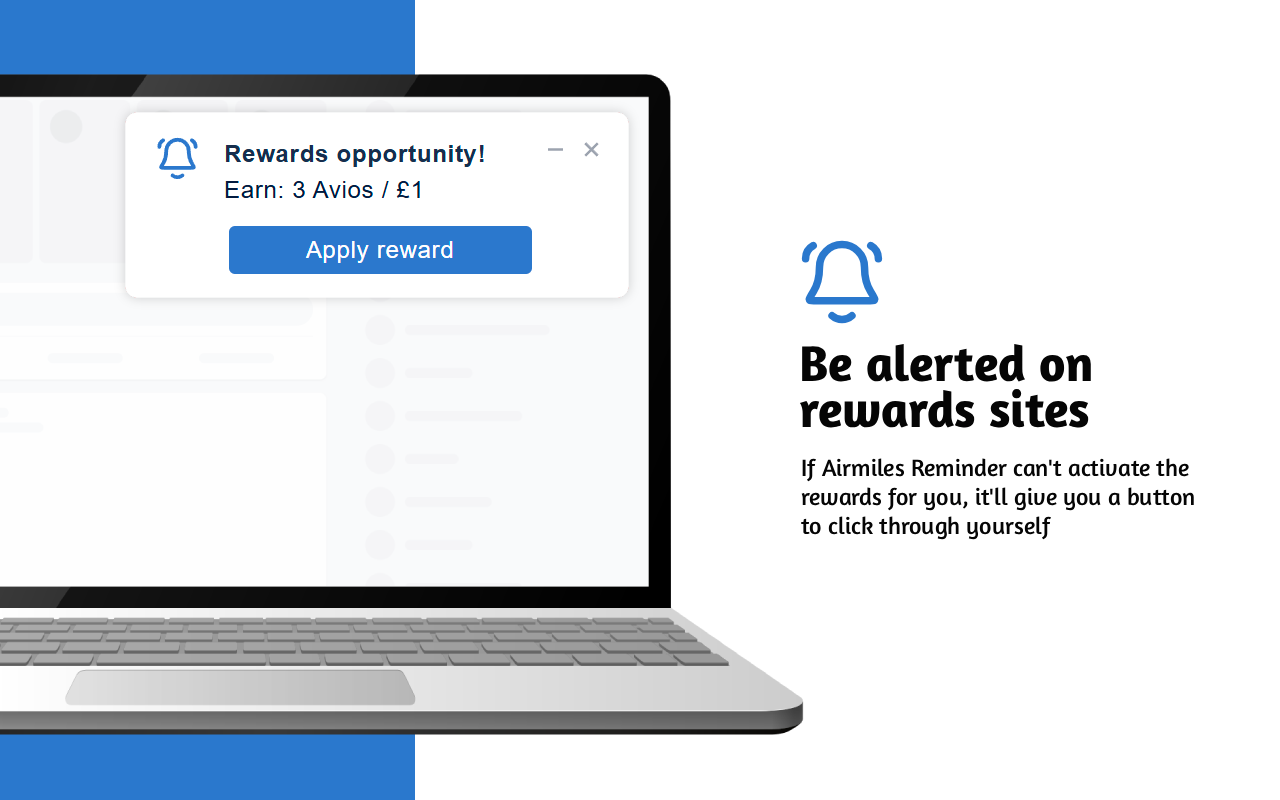 Rewards opportunity!
Earn: 3 Avios / £1
Apply reward
Be alerted on
rewards sites
If Airmiles Reminder can't activate the
rewards for you, it'll give you a button
to click through yourself